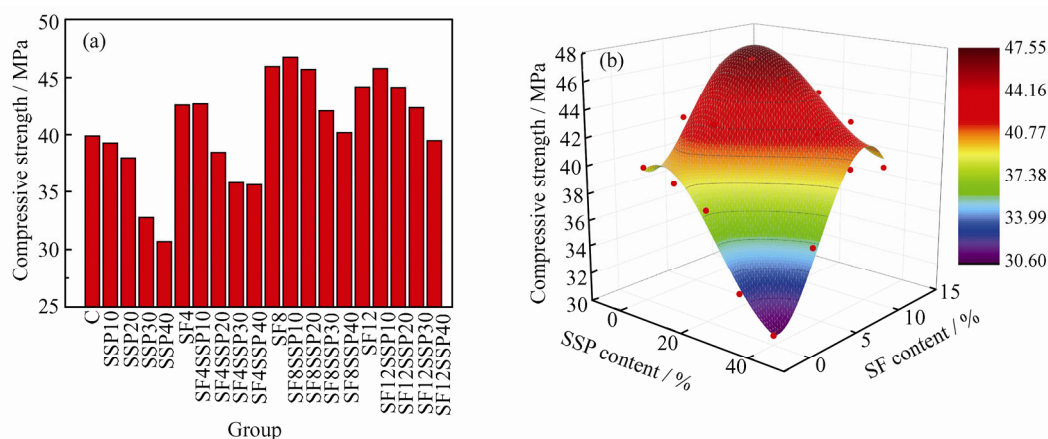 (a)
Compressive strength / MPa
50
45
40
35
30
25
C
SSP10
SSP20
SSP30
SSP40
SF4
SF4SSP10
SF4SSP20
SF4SSP30
SF4SSP40
SF8
SF8SSP10
SF8SSP20
SF8SSP30
SF8SSP40
SF12
SF12SSP10
SF12SSP20
SF12SSP30
SF12SSP40
Group
(b)
Compressive strength / MPa
48
46
44
42
40
38
36
34
32
30
0
20
40
SSP content / %
0
5
10
15
SF content / %
47.55
44.16
40.77
37.38
33.99
30.60